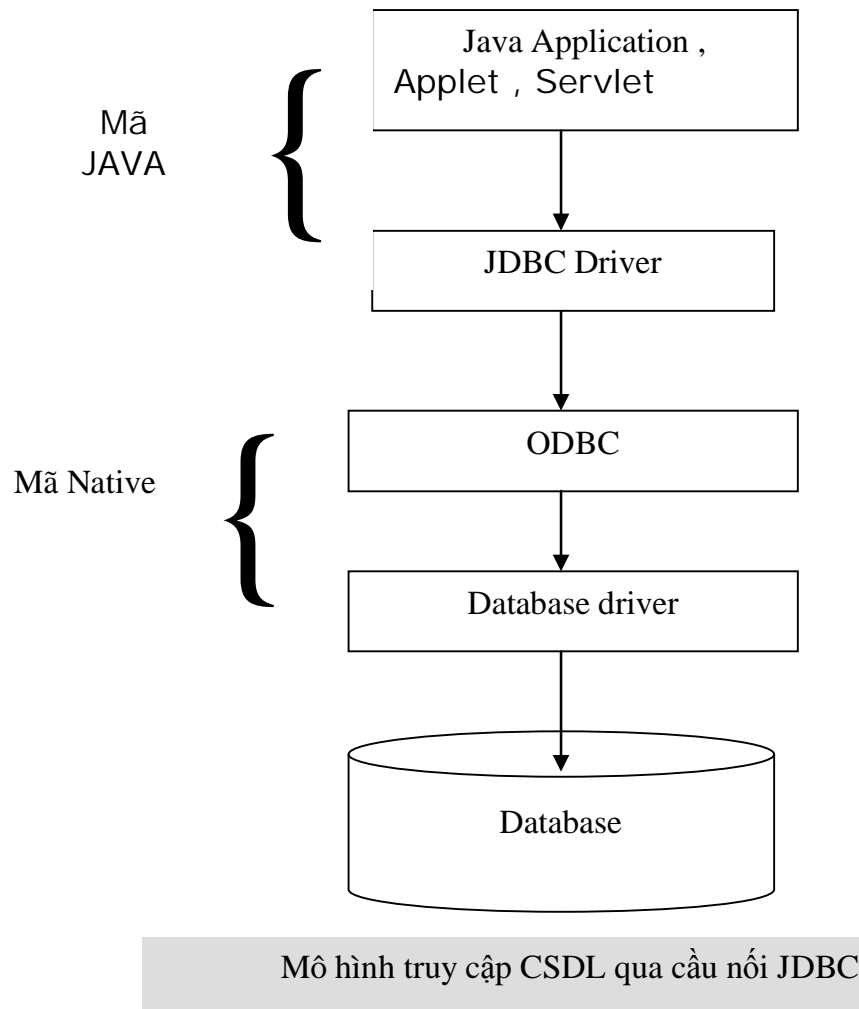 Java Application ,
Applet , Servlet
Mã
JAVA
JDBC Driver
ODBC
Mã Native
Database driver
Database
Mô hình truy cập CSDL qua cầu nối JDBC